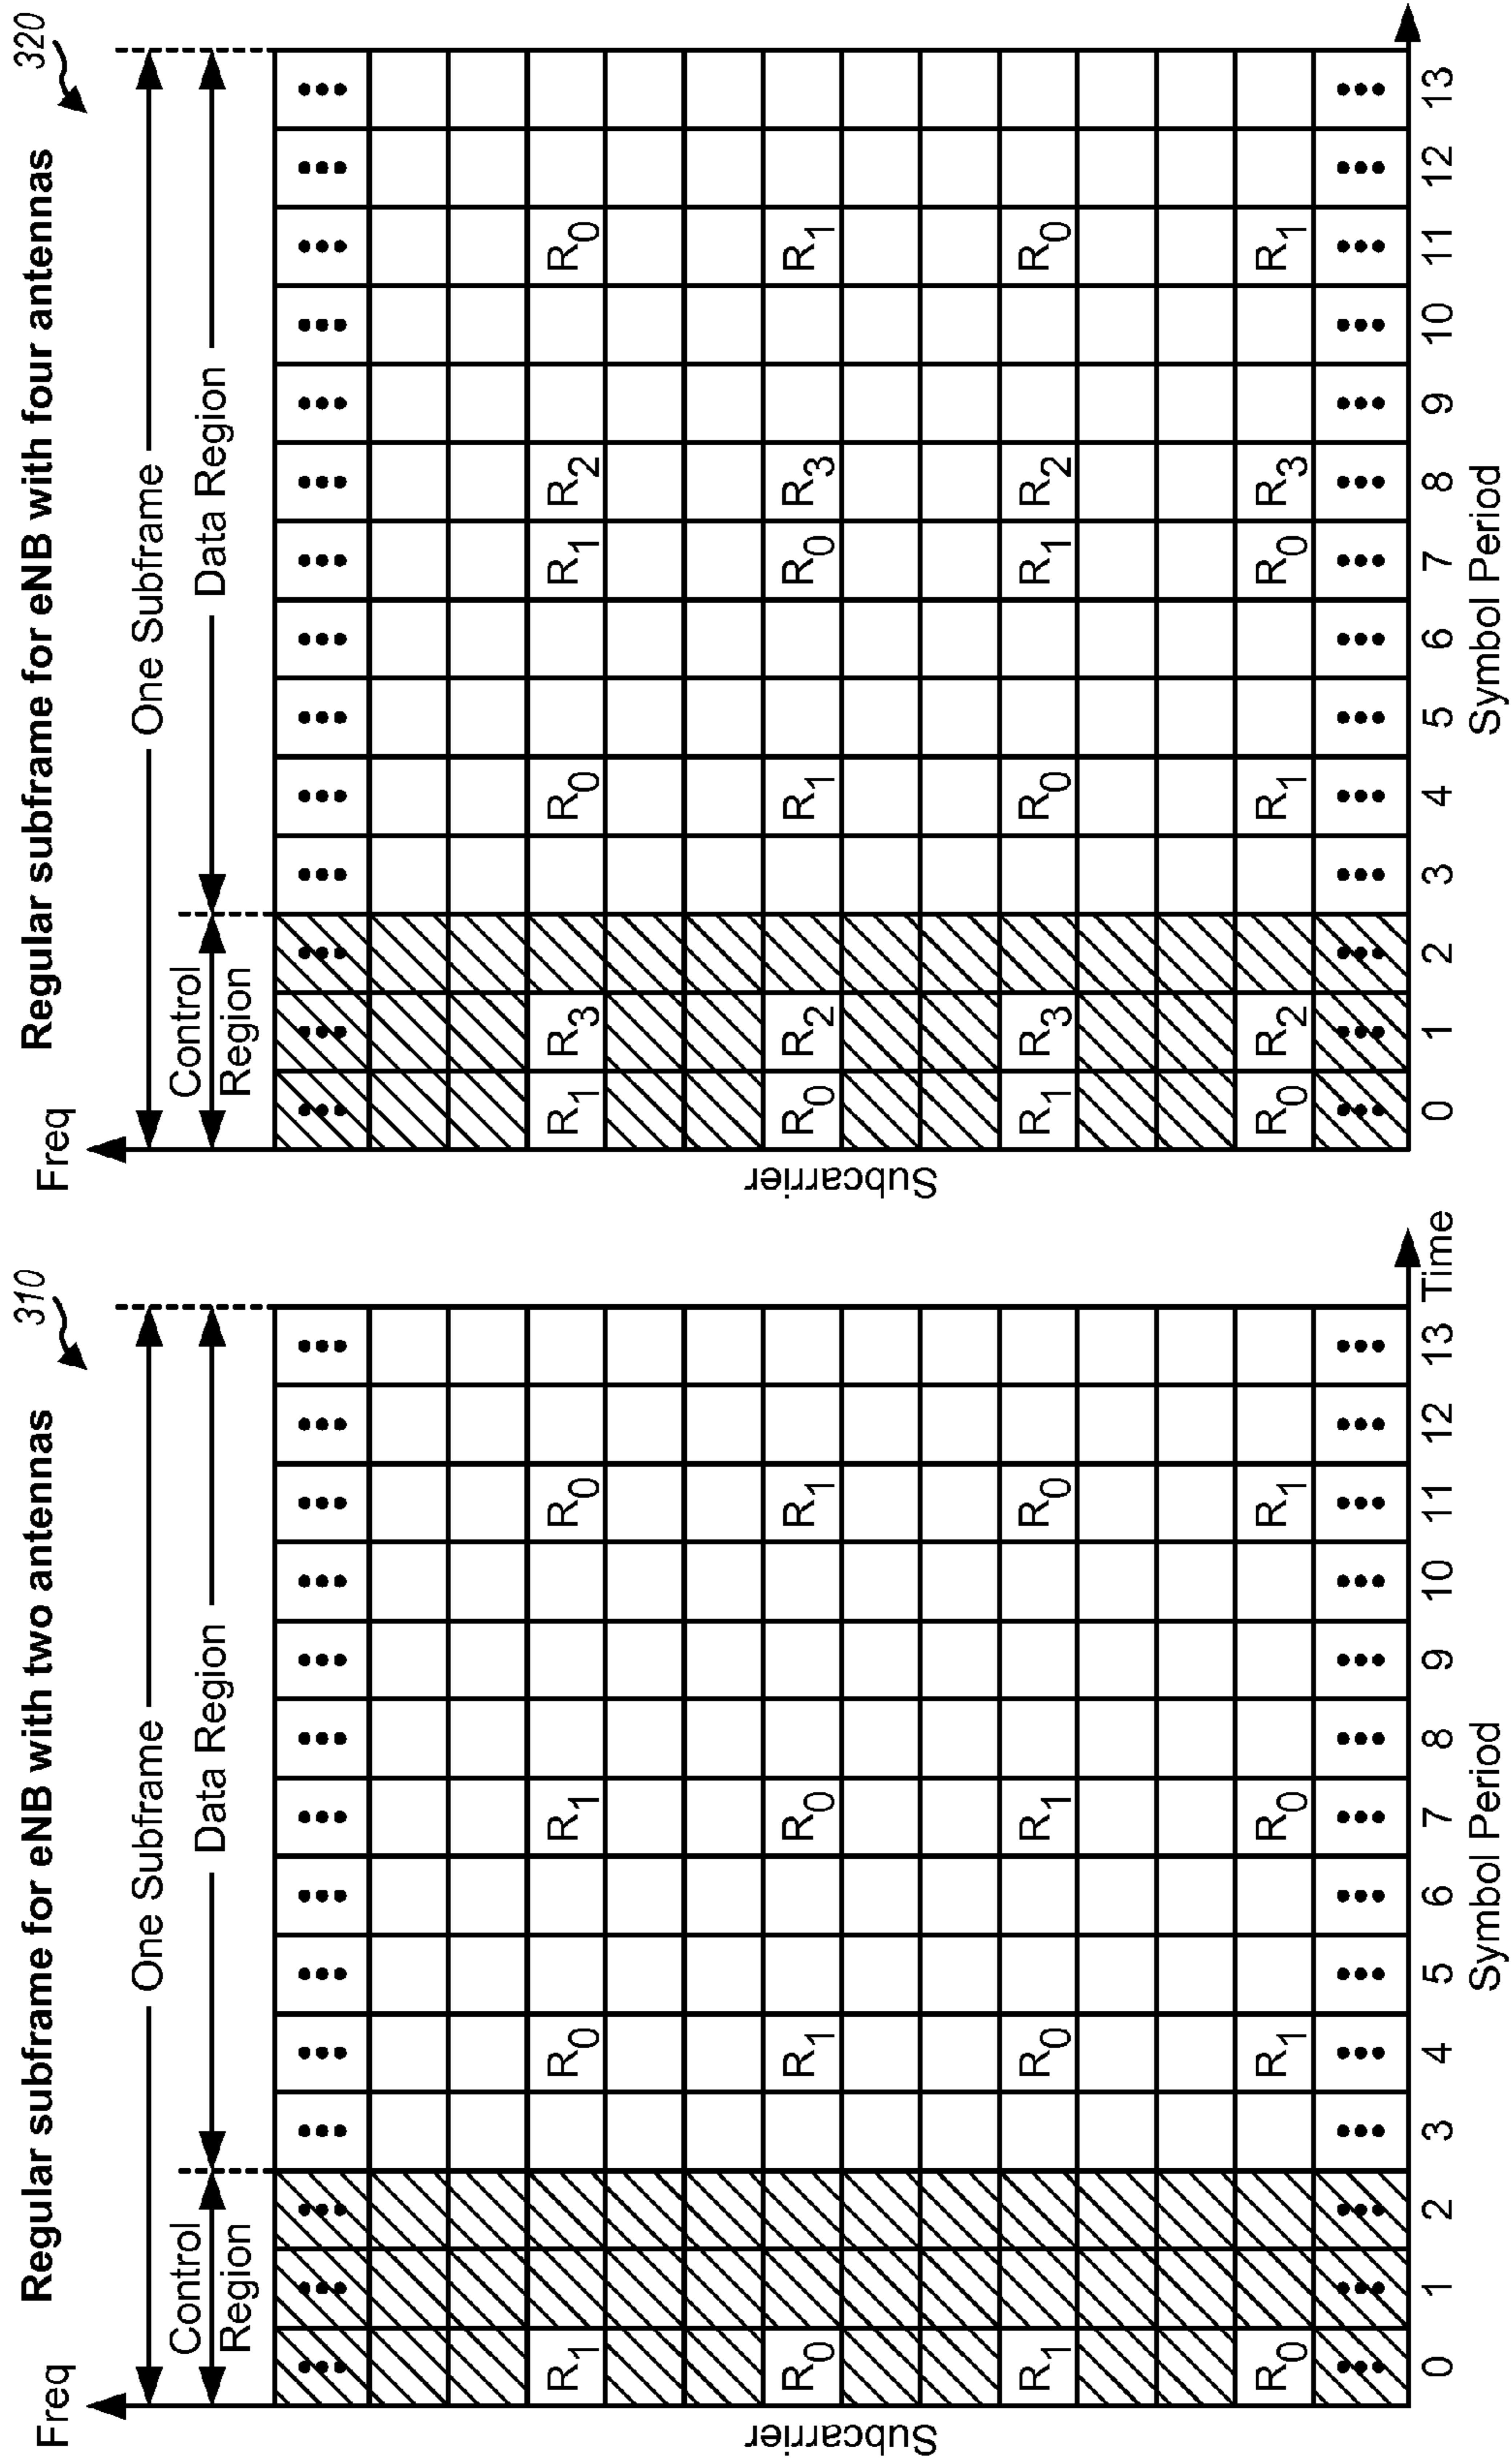 310
Regular subframe for eNB with two antennas
Freq
One Subframe
Control Region
Data Region
Subcarrier
... ... ... ... ... ... ... ... ... ... ... ... ... ...
R1 R0 R1 R0
R0 R1 R0 R1
R1 R0 R1 R0
R0 R1 R0 R1
... ... ... ... ... ... ... ... ... ... ... ... ... ...
0 1 2 3 4 5 6 7 8 9 10 11 12 13 Time
Symbol Period
320
Regular subframe for eNB with four antennas
Freq
One Subframe
Control Region
Data Region
Subcarrier
... ... ... ... ... ... ... ... ... ... ... ... ... ...
R1 R3 R0 R1 R2 R0
R0 R2 R1 R0 R3 R1
R1 R3 R0 R1 R2 R0
R0 R2 R1 R0 R3 R1
... ... ... ... ... ... ... ... ... ... ... ... ... ...
0 1 2 3 4 5 6 7 8 9 10 11 12 13
Symbol Period